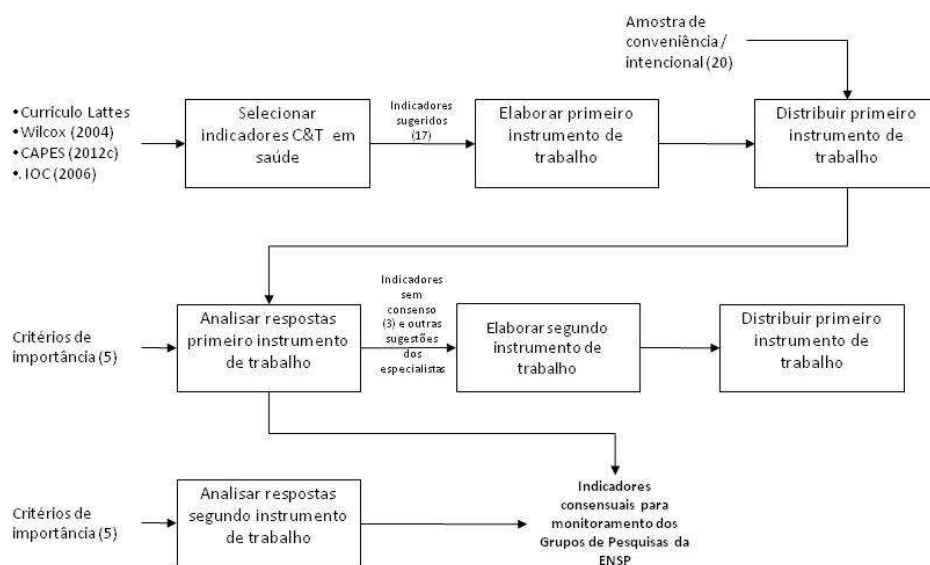 Amostra de
conveniência /
intencional (20)
•Currículo Lattes
•Wilcox (2004)
•CAPES (2012c)
•. IOC (2006)
Selecionar
indicadores C&T em
saúde
Indicadores
sugeridos
(17)
Elaborar primeiro
instrumento de
trabalho
Distribuir primeiro
instrumento de
trabalho
Critérios de
importância (5)
Analisar respostas
primeiro instrumento
de trabalho
Indicadores
sem
consenso
(3) e outras
sugestões
dos
especialistas
Elaborar segundo
instrumento de
trabalho
Distribuir primeiro
instrumento de
trabalho
Critérios de
importância (5)
Analisar respostas
segundo instrumento
de trabalho
Indicadores
consensuais para
monitoramento dos
Grupos de Pesquisas da
ENSP